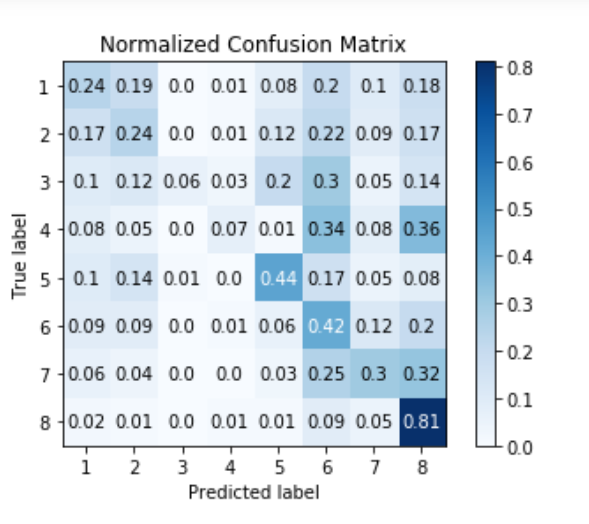 Normalized Confusion Matrix
1 0.24 0.19 0.0 0.01 0.08 0.2 0.1 0.18
2 0.17 0.24 0.0 0.01 0.12 0.22 0.09 0.17
3 0.1 0.12 0.06 0.03 0.2 0.3 0.05 0.14
4 0.08 0.05 0.0 0.07 0.01 0.34 0.08 0.36
5 0.1 0.14 0.01 0.0 0.44 0.17 0.05 0.08
6 0.09 0.09 0.0 0.01 0.06 0.42 0.12 0.2
7 0.06 0.04 0.0 0.0 0.03 0.25 0.3 0.32
8 0.02 0.01 0.0 0.01 0.01 0.09 0.05 0.81
1 2 3 4 5 6 7 8
True label
Predicted label
0.8
0.7
0.6
0.5
0.4
0.3
0.2
0.1
0.0